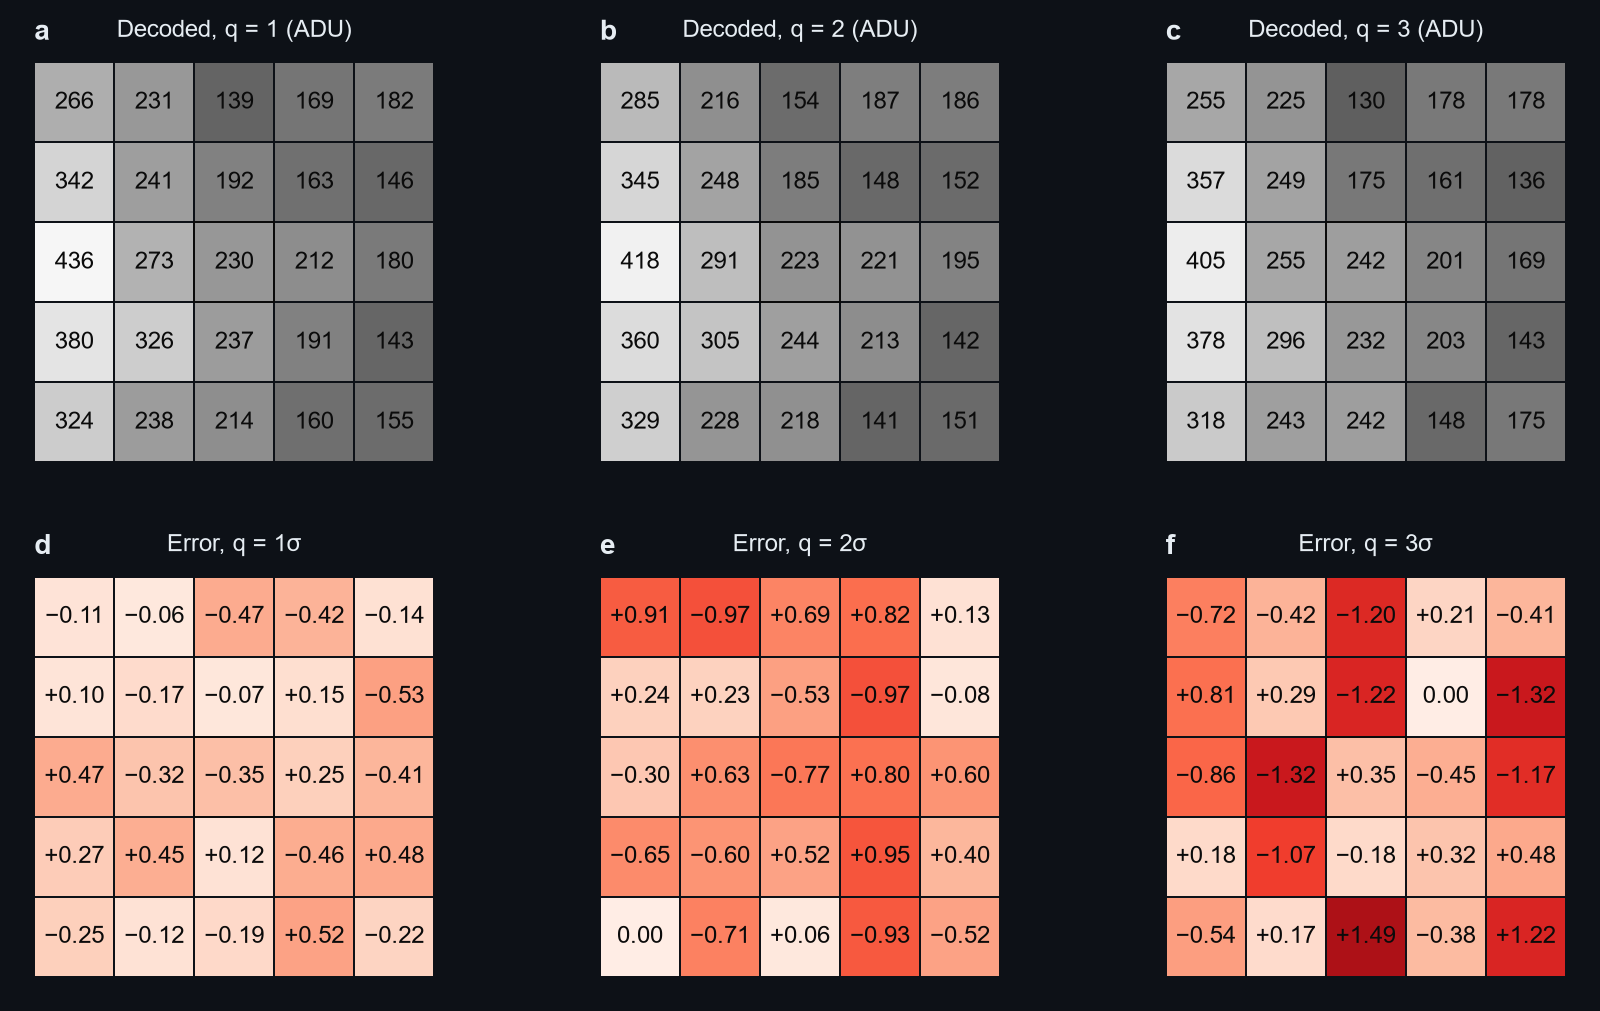 a Decoded, q = 1 (ADU)
266 231 139 169 182
342 241 192 163 146
436 273 230 212 180
380 326 237 191 143
324 238 214 160 155
b Decoded, q = 2 (ADU)
285 216 154 187 186
345 248 185 148 152
418 291 223 221 195
360 305 244 213 142
329 228 218 141 151
c Decoded, q = 3 (ADU)
255 225 130 178 178
357 249 175 161 136
405 255 242 201 169
378 296 232 203 143
318 243 242 148 175
d Error, q = 1σ
−0.11 −0.06 −0.47 −0.42 −0.14
+0.10 −0.17 −0.07 +0.15 −0.53
+0.47 −0.32 −0.35 +0.25 −0.41
+0.27 +0.45 +0.12 −0.46 +0.48
−0.25 −0.12 −0.19 +0.52 −0.22
e Error, q = 2σ
+0.91 −0.97 +0.69 +0.82 +0.13
+0.24 +0.23 −0.53 −0.97 −0.08
−0.30 +0.63 −0.77 +0.80 +0.60
−0.65 −0.60 +0.52 +0.95 +0.40
0.00 −0.71 +0.06 −0.93 −0.52
f Error, q = 3σ
−0.72 −0.42 −1.20 +0.21 −0.41
+0.81 +0.29 −1.22 0.00 −1.32
−0.86 −1.32 +0.35 −0.45 −1.17
+0.18 −1.07 −0.18 +0.32 +0.48
−0.54 +0.17 +1.49 −0.38 +1.22